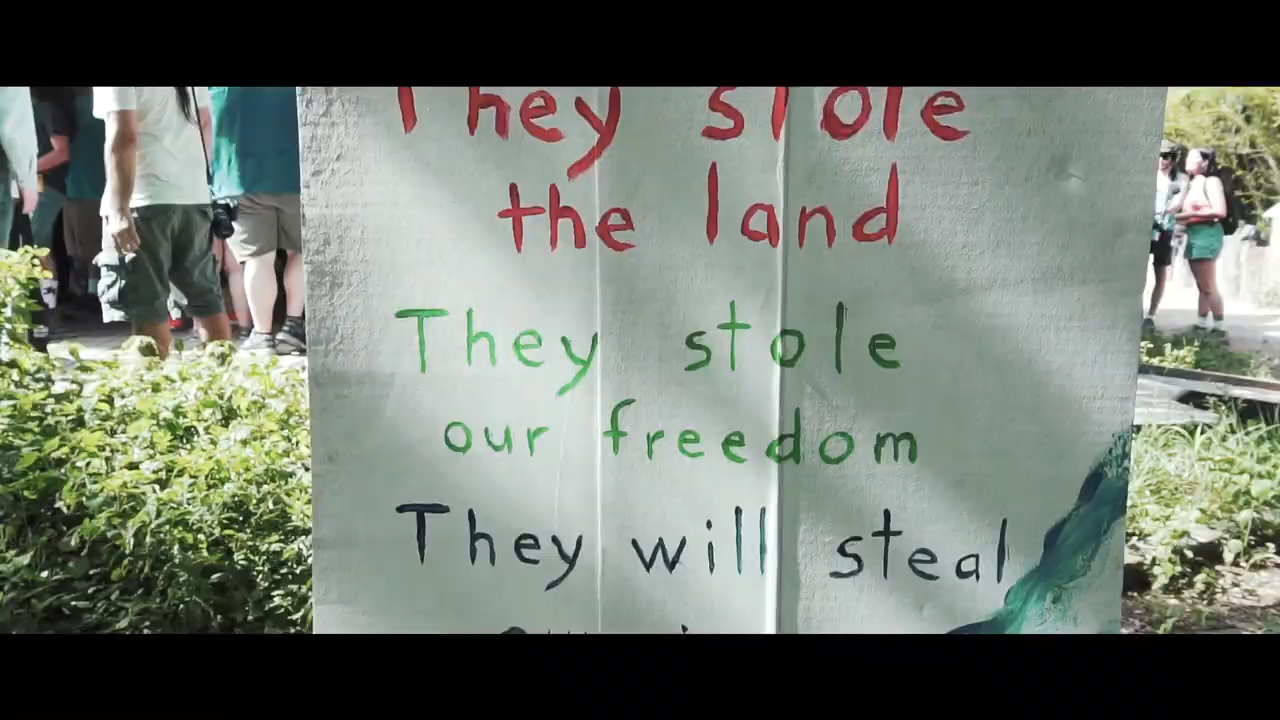 They stole
the land
They stole
our freedom
They will steal